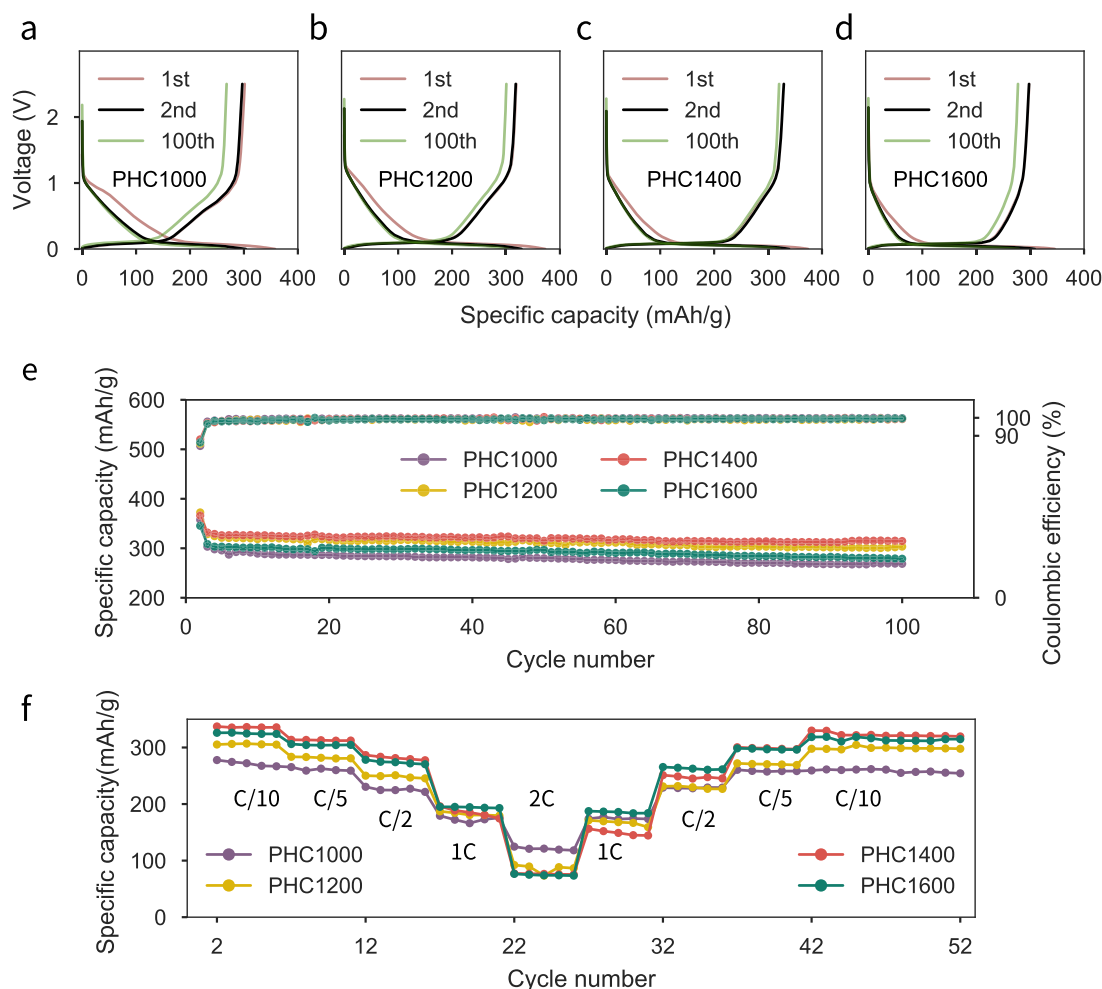 a b c d
1st 1st 1st 1st
2nd 2nd 2nd 2nd
100th 100th 100th 100th
PHC1000 PHC1200 PHC1400 PHC1600
Voltage (V)
2
1
0
0 100 200 300 400 0 100 200 300 400 0 100 200 300 400 0 100 200 300 400
Specific capacity (mAh/g)
e
Specific capacity (mAh/g)
600
500
400
300
200
100
90
0
Coulombic efficiency (%)
PHC1000 PHC1400
PHC1200 PHC1600
0 20 40 60 80 100
Cycle number
f
Specific capacity(mAh/g)
300
200
100
0
C/10 C/5 C/2 1C 2C 1C C/2 C/5 C/10
PHC1000 PHC1400
PHC1200 PHC1600
2 12 22 32 42 52
Cycle number